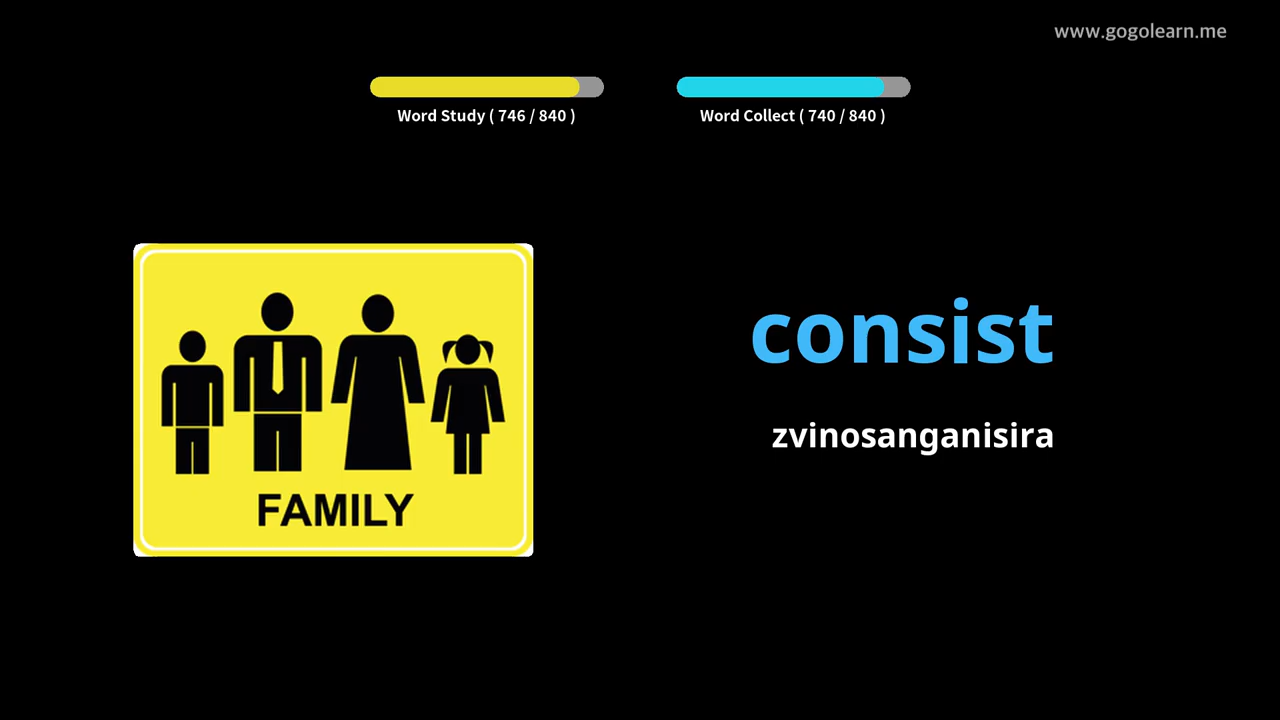 www.gogolearn.me
Word Study ( 746 / 840 )
Word Collect ( 740 / 840 )
consist
zvinosanganisira
FAMILY